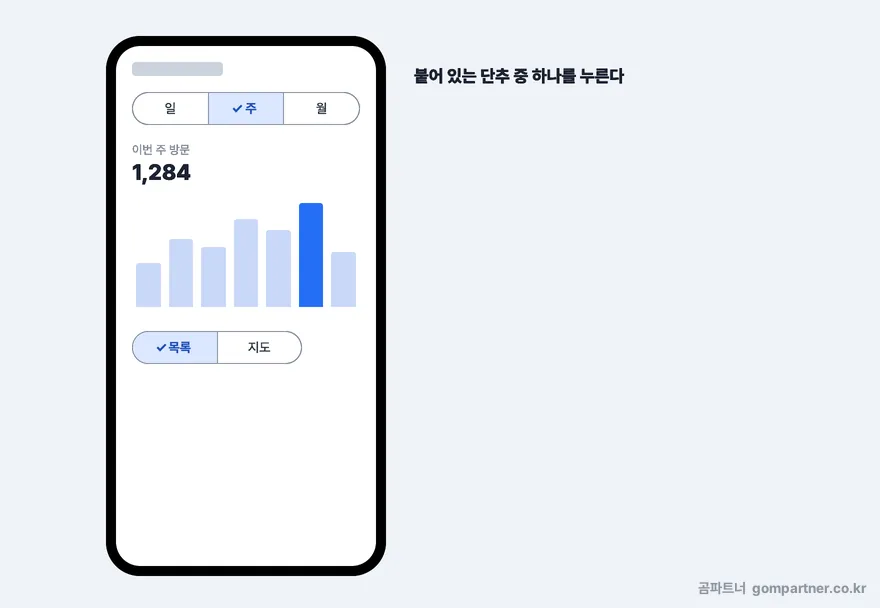 일
주
월
이번 주 방문
1,284
목록
지도
붙어 있는 단추 중 하나를 누른다
곰파트너 gompartner.co.kr